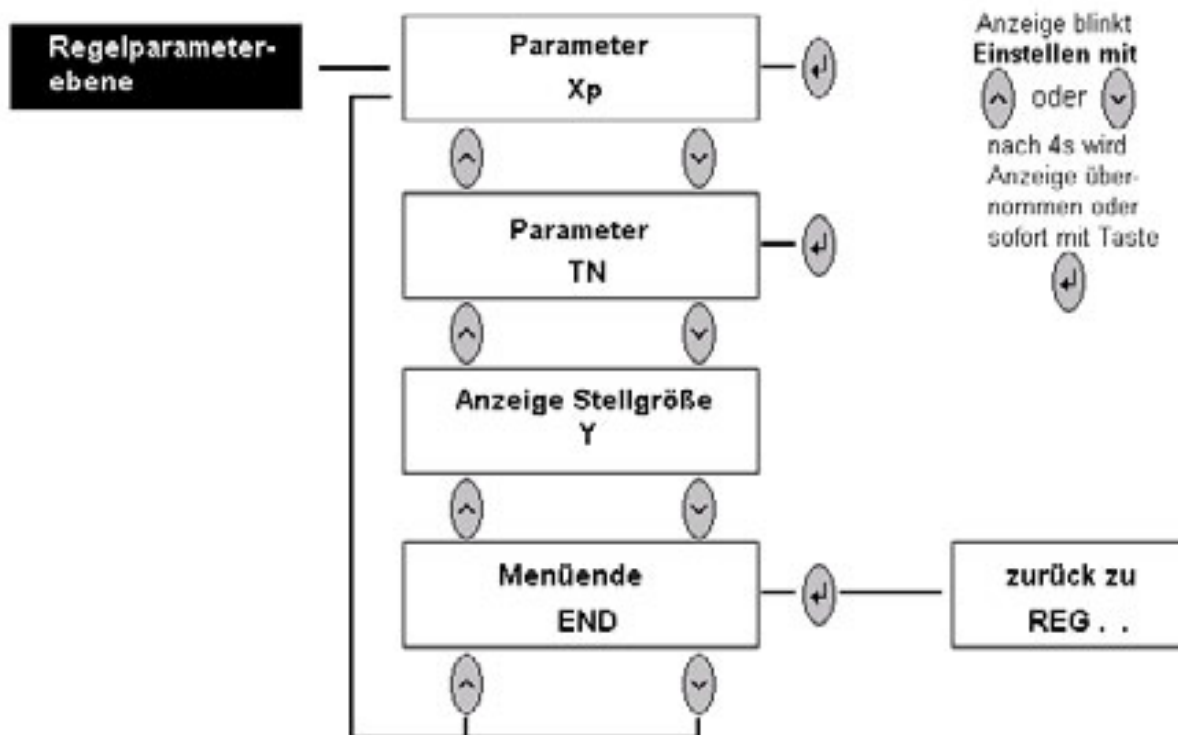 Regelparameter-
ebene
Parameter
Xp
Anzeige blinkt
Einstellen mit
oder
nach 4s wird
Anzeige über-
nommen oder
sofort mit Taste
Parameter
TN
Anzeige Stellgröße
Y
Menüende
END
zurück zu
REG . .